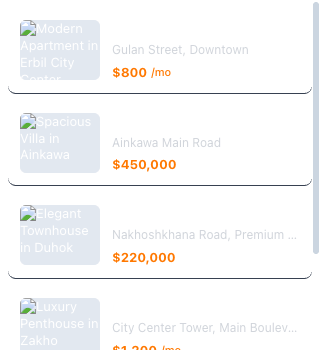 Modern
Apartment in
Erbil City
Center
Gulan Street, Downtown
$800 /mo
Spacious
Villa in
Ainkawa
Ainkawa Main Road
$450,000
Elegant
Townhouse
in Duhok
Nakhoshkhana Road, Premium ...
$220,000
Luxury
Penthouse in
Zakho
City Center Tower, Main Boulev...
$1,200 /mo